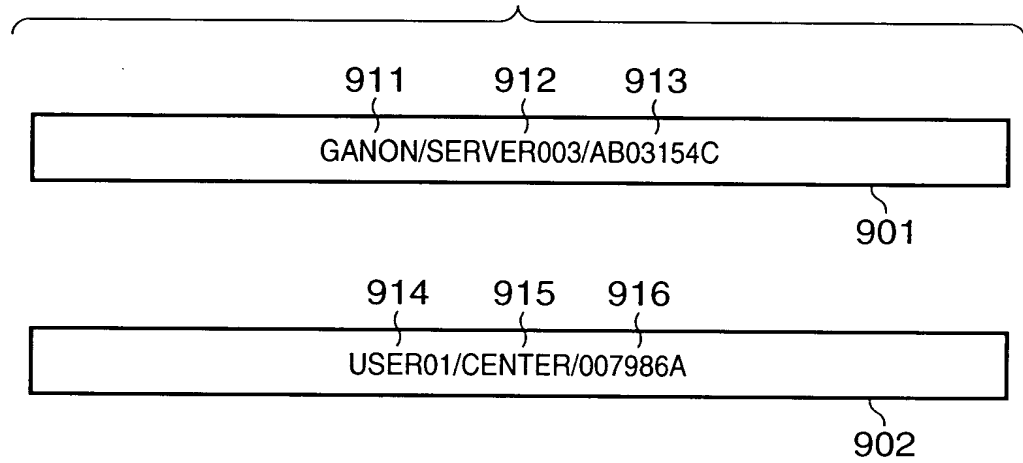 911 912 913
GANON/SERVER003/AB03154C
901
914 915 916
USER01/CENTER/007986A
902